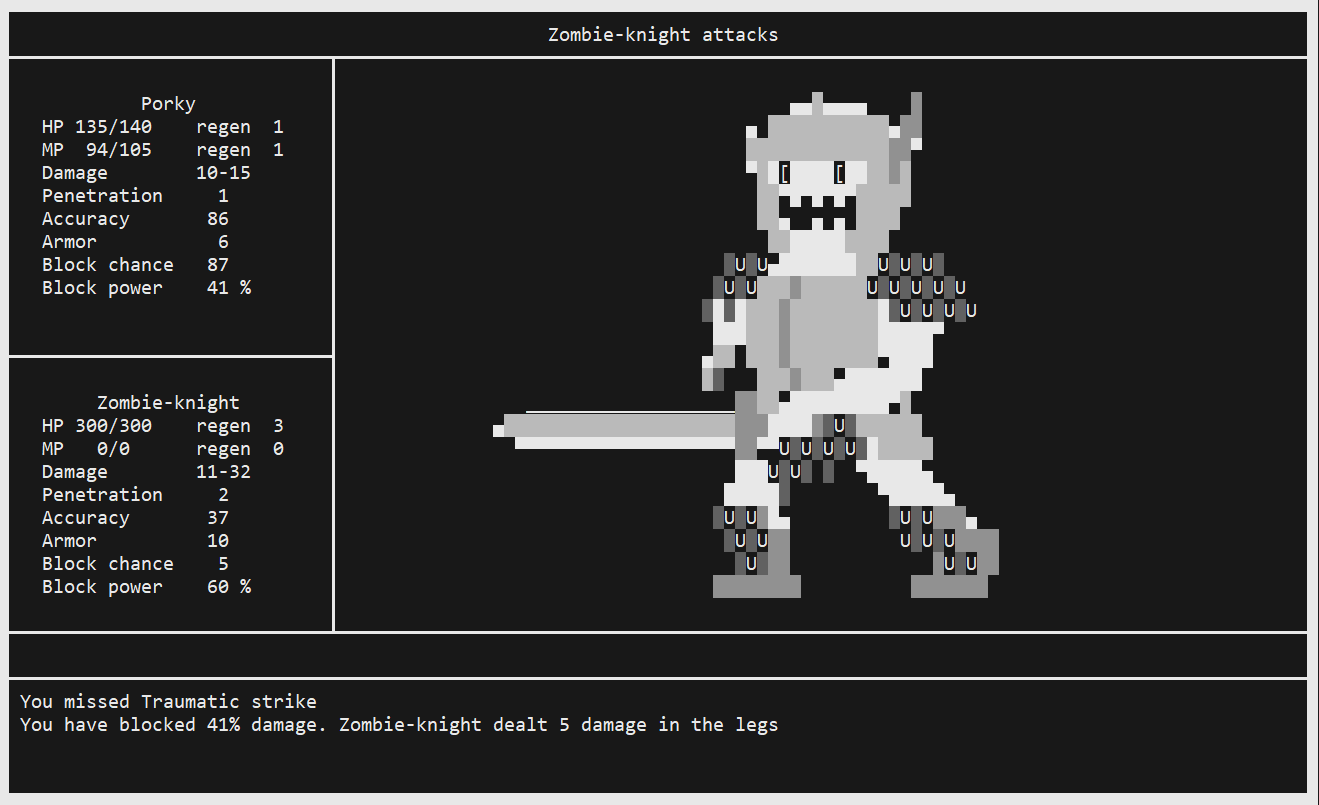 Zombie-knight attacks
Porky
HP 135/140 regen 1
MP 94/105 regen 1
Damage 10-15
Penetration 1
Accuracy 86
Armor 6
Block chance 87
Block power 41 %
Zombie-knight
HP 300/300 regen 3
MP 0/0 regen 0
Damage 11-32
Penetration 2
Accuracy 37
Armor 10
Block chance 5
Block power 60 %
[ [
U U U U U
U U U U U U U
U U U U
U
U U U U
U U
U U U U
U U U U U
U U U
You missed Traumatic strike
You have blocked 41% damage. Zombie-knight dealt 5 damage in the legs